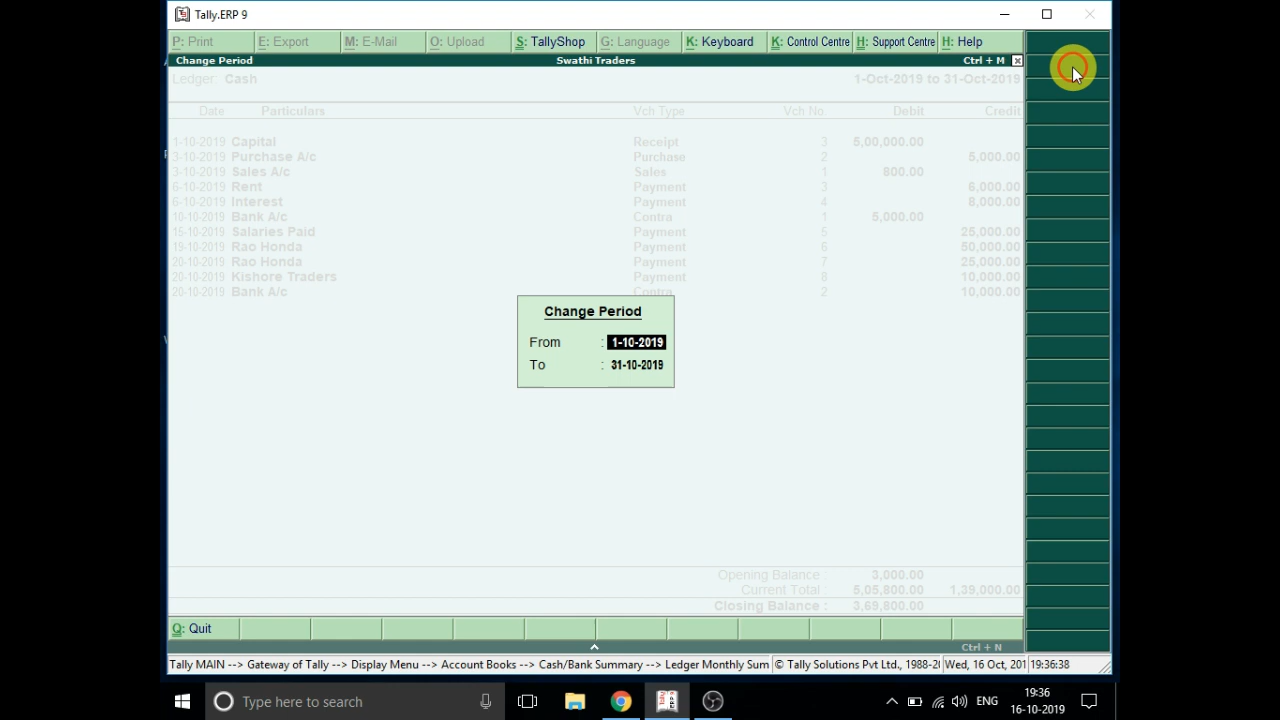 Tally.ERP 9
P: Print E: Export M: E-Mail O: Upload S: TallyShop G: Language K: Keyboard K: Control Centre H: Support Centre H: Help
Change Period Swathi Traders Ctrl + M
Ledger: Cash 1-Oct-2019 to 31-Oct-2019
Date Particulars Vch Type Vch No. Debit Credit
1-10-2019 Capital Receipt 3 5,00,000.00
3-10-2019 Purchase A/c Purchase 2 5,000.00
3-10-2019 Sales A/c Sales 1 800.00
6-10-2019 Rent Payment 3 6,000.00
6-10-2019 Interest Payment 4 8,000.00
10-10-2019 Bank A/c Contra 1 5,000.00
15-10-2019 Salaries Paid Payment 5 25,000.00
19-10-2019 Rao Honda Payment 6 50,000.00
20-10-2019 Rao Honda Payment 7 25,000.00
20-10-2019 Kishore Traders Payment 8 10,000.00
20-10-2019 Bank A/c Contra 2 10,000.00
Change Period
From : 1-10-2019
To : 31-10-2019
Opening Balance : 3,000.00
Current Total : 5,05,800.00 1,39,000.00
Closing Balance : 3,69,800.00
Q: Quit
Ctrl + N
Tally MAIN --> Gateway of Tally --> Display Menu --> Account Books --> Cash/Bank Summary --> Ledger Monthly Sum © Tally Solutions Pvt Ltd., 1988-20 Wed, 16 Oct, 201 19:36:38
Type here to search ENG 19:36
16-10-2019